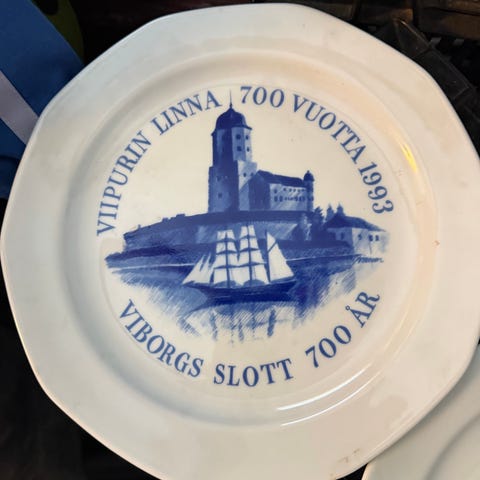 VIIPURIN LINNA 700 VUOTTA 1993
VIBORGS SLOTT 700 ÅR